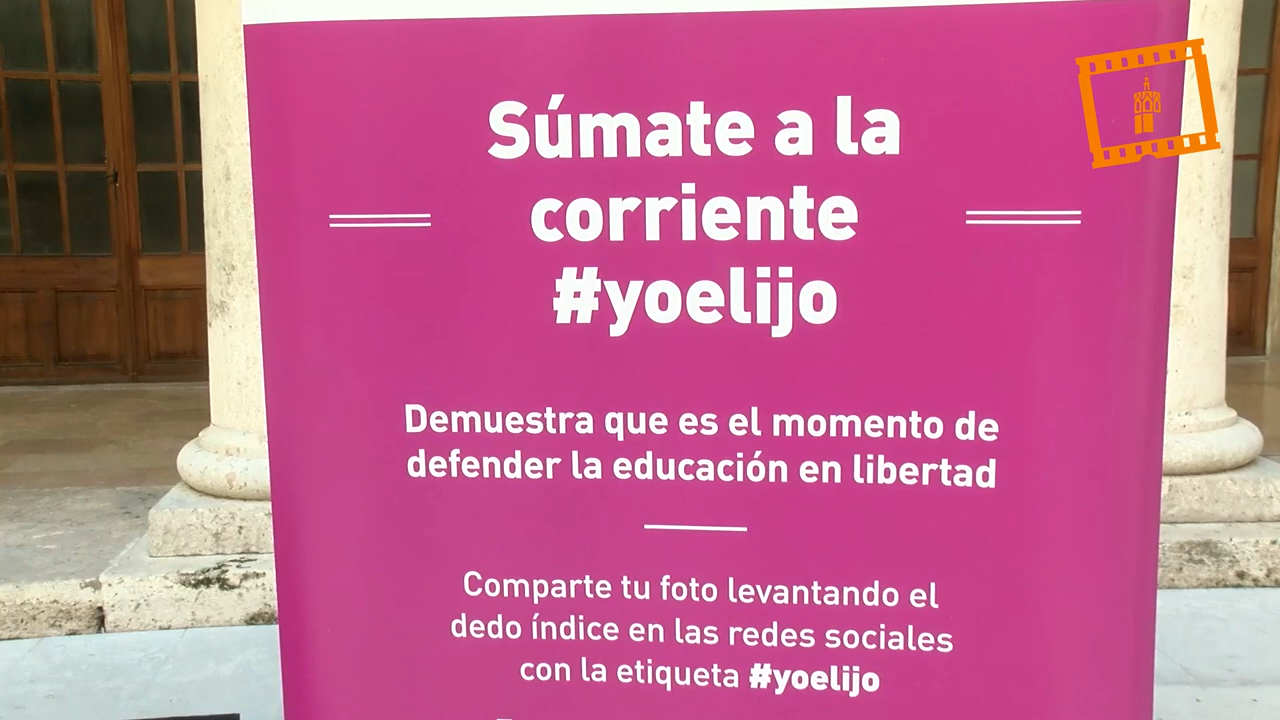 Súmate a la
corriente
#yoelijo
Demuestra que es el momento de
defender la educación en libertad
Comparte tu foto levantando el
dedo índice en las redes sociales
con la etiqueta #yoelijo